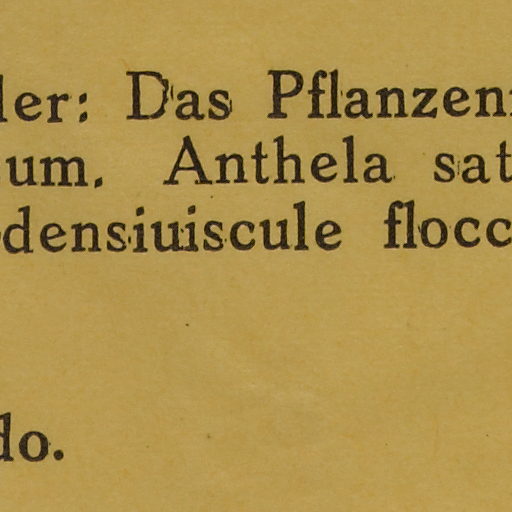 ler: Das Pflanzen
um. Anthela sat
densiuiscule flocc
do.